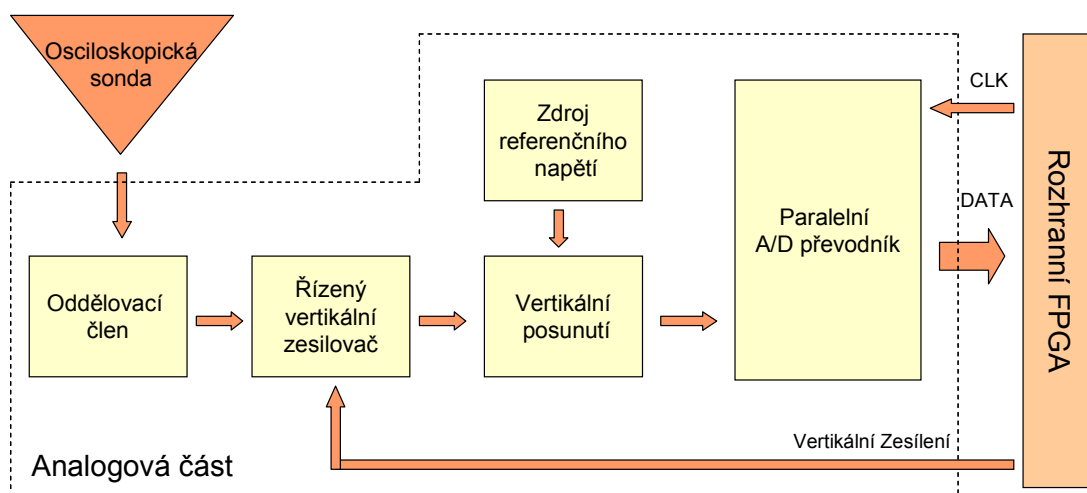 Osciloskopická
sonda
Zdroj
referenčního
napětí
CLK
DATA
Paralelní
A/D převodník
Rozhranní FPGA
Oddělovací
člen
Řízený
vertikální
zesilovač
Vertikální
posunutí
Vertikální Zesílení
Analogová část